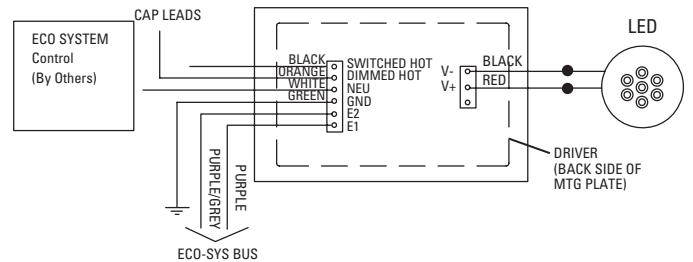 CAP LEADS
LED
ECO SYSTEM
Control
(By Others)
BLACK
SWITCHED HOT
ORANGE
DIMMED HOT
WHITE
NEU
GREEN
GND
E2
E1
V-
BLACK
V+
RED
DRIVER
(BACK SIDE OF
MTG PLATE)
PURPLE/GREY
PURPLE
ECO-SYS BUS